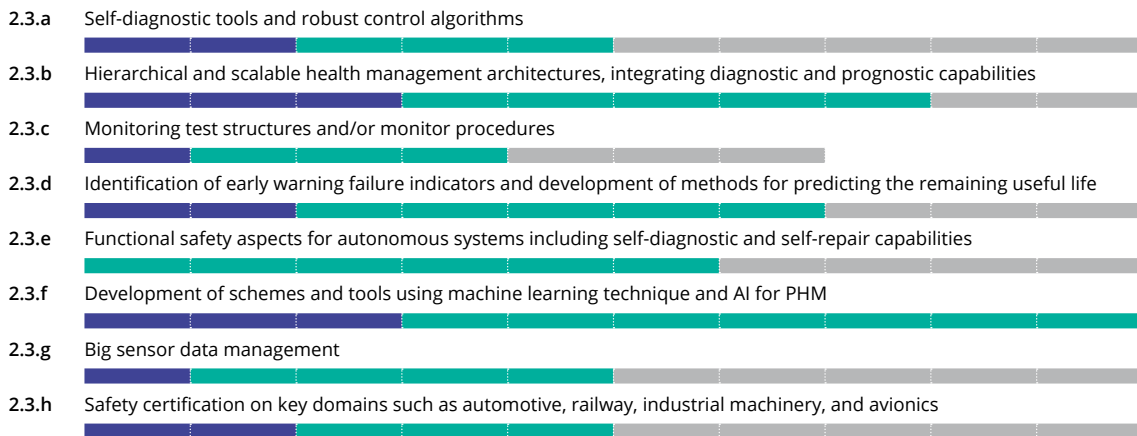 2.3.a Self-diagnostic tools and robust control algorithms
2.3.b Hierarchical and scalable health management architectures, integrating diagnostic and prognostic capabilities
2.3.c Monitoring test structures and/or monitor procedures
2.3.d Identification of early warning failure indicators and development of methods for predicting the remaining useful life
2.3.e Functional safety aspects for autonomous systems including self-diagnostic and self-repair capabilities
2.3.f Development of schemes and tools using machine learning technique and AI for PHM
2.3.g Big sensor data management
2.3.h Safety certification on key domains such as automotive, railway, industrial machinery, and avionics